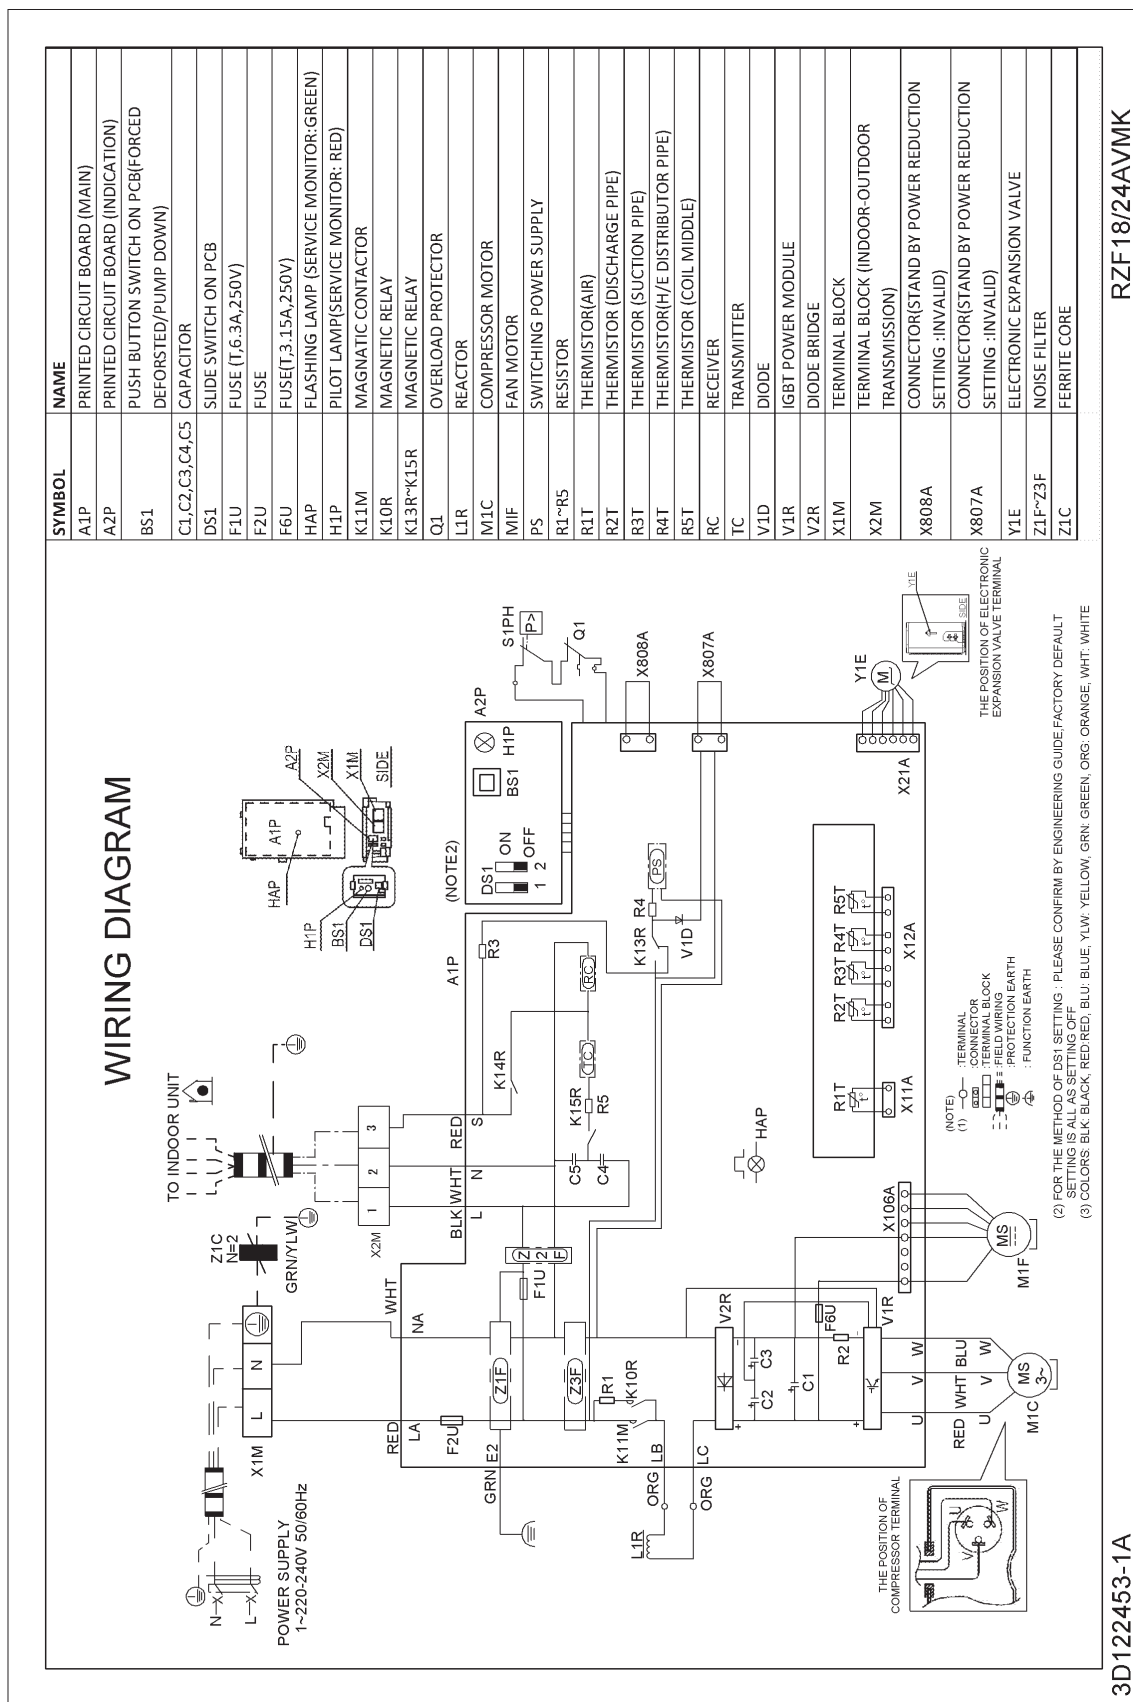 WIRING DIAGRAM
POWER SUPPLY
1~220-240V 50/60Hz
N
L
X1M
L
N
Z1C
N=2
GRN/YLW
TO INDOOR UNIT
X2M
1
2
3
H1P
BS1
DS1
HAP
A1P
A2P
X2M
X1M
SIDE
RED
WHT
LA
NA
BLK
WHT
RED
L
N
S
A1P
(NOTE2)
DS1
ON
OFF
1
2
BS1
H1P
A2P
S1PH
P>
Q1
GRN
E2
F2U
Z1F
F1U
Z
2
F
Z3F
C5
C4
K15R
R5
K14R
TC
RC
R3
K13R
R4
V1D
PS
X808A
X807A
R1
K10R
K11M
ORG
LB
ORG
LC
L1R
V2R
+
-
C2
C3
C1
F6U
R2
V1R
+
-
X106A
HAP
R1T
t°
X11A
R2T
R3T
R4T
R5T
t°
t°
t°
t°
X12A
X21A
Y1E
M
Y1E
SIDE
THE POSITION OF ELECTRONIC
EXPANSION VALVE TERMINAL
U
V
W
RED
WHT
BLU
U
V
W
MS
3~
M1C
MS
M1F
THE POSITION OF
COMPRESSOR TERMINAL
U
V
W
(NOTE)
(1)
:TERMINAL
:CONNECTOR
:TERMINAL BLOCK
:FIELD WIRING
:PROTECTION EARTH
: FUNCTION EARTH
(2) FOR THE METHOD OF DS1 SETTING : PLEASE CONFIRM BY ENGINEERING GUIDE,FACTORY DEFAULT
SETTING IS ALL AS SETTING OFF
(3) COLORS: BLK: BLACK, RED:RED, BLU: BLUE, YLW: YELLOW, GRN: GREEN, ORG: ORANGE, WHT: WHITE
SYMBOL NAME
A1P PRINTED CIRCUIT BOARD (MAIN)
A2P PRINTED CIRCUIT BOARD (INDICATION)
BS1 PUSH BUTTON SWITCH ON PCB(FORCED
DEFORSTED/PUMP DOWN)
C1,C2,C3,C4,C5 CAPACITOR
DS1 SLIDE SWITCH ON PCB
F1U FUSE (T,6.3A,250V)
F2U FUSE
F6U FUSE(T,3.15A,250V)
HAP FLASHING LAMP (SERVICE MONITOR:GREEN)
H1P PILOT LAMP(SERVICE MONITOR: RED)
K11M MAGNATIC CONTACTOR
K10R MAGNETIC RELAY
K13R~K15R MAGNETIC RELAY
Q1 OVERLOAD PROTECTOR
L1R REACTOR
M1C COMPRESSOR MOTOR
MIF FAN MOTOR
PS SWITCHING POWER SUPPLY
R1~R5 RESISTOR
R1T THERMISTOR(AIR)
R2T THERMISTOR (DISCHARGE PIPE)
R3T THERMISTOR (SUCTION PIPE)
R4T THERMISTOR(H/E DISTRIBUTOR PIPE)
R5T THERMISTOR (COIL MIDDLE)
RC RECEIVER
TC TRANSMITTER
V1D DIODE
V1R IGBT POWER MODULE
V2R DIODE BRIDGE
X1M TERMINAL BLOCK
X2M TERMINAL BLOCK (INDOOR-OUTDOOR
TRANSMISSION)
X808A CONNECTOR(STAND BY POWER REDUCTION
SETTING :INVALID)
X807A CONNECTOR(STAND BY POWER REDUCTION
SETTING :INVALID)
Y1E ELECTRONIC EXPANSION VALVE
Z1F~Z3F NOISE FILTER
Z1C FERRITE CORE
3D122453-1A
RZF18/24AVMK